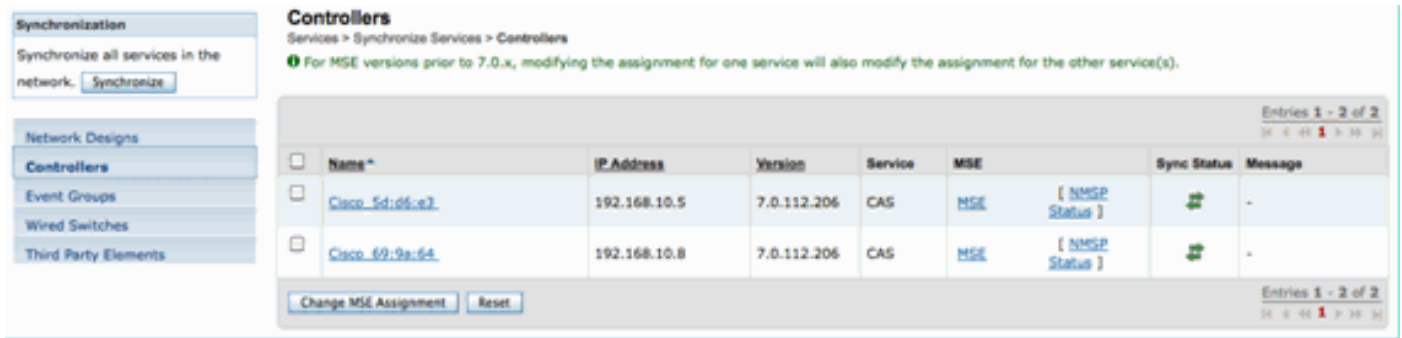 Synchronization
Synchronize all services in the
network. Synchronize
Network Designs
Controllers
Event Groups
Wired Switches
Third Party Elements
Controllers
Services > Synchronize Services > Controllers
For MSE versions prior to 7.0.x, modifying the assignment for one service will also modify the assignment for the other service(s).
Entries 1 - 2 of 2
1
Name IP Address Version Service MSE Sync Status Message
Cisco_5d:d6:e3 192.168.10.5 7.0.112.206 CAS MSE [ NMSP
Status ] -
Cisco_69:9a:64 192.168.10.8 7.0.112.206 CAS MSE [ NMSP
Status ] -
Change MSE Assignment Reset
Entries 1 - 2 of 2
1